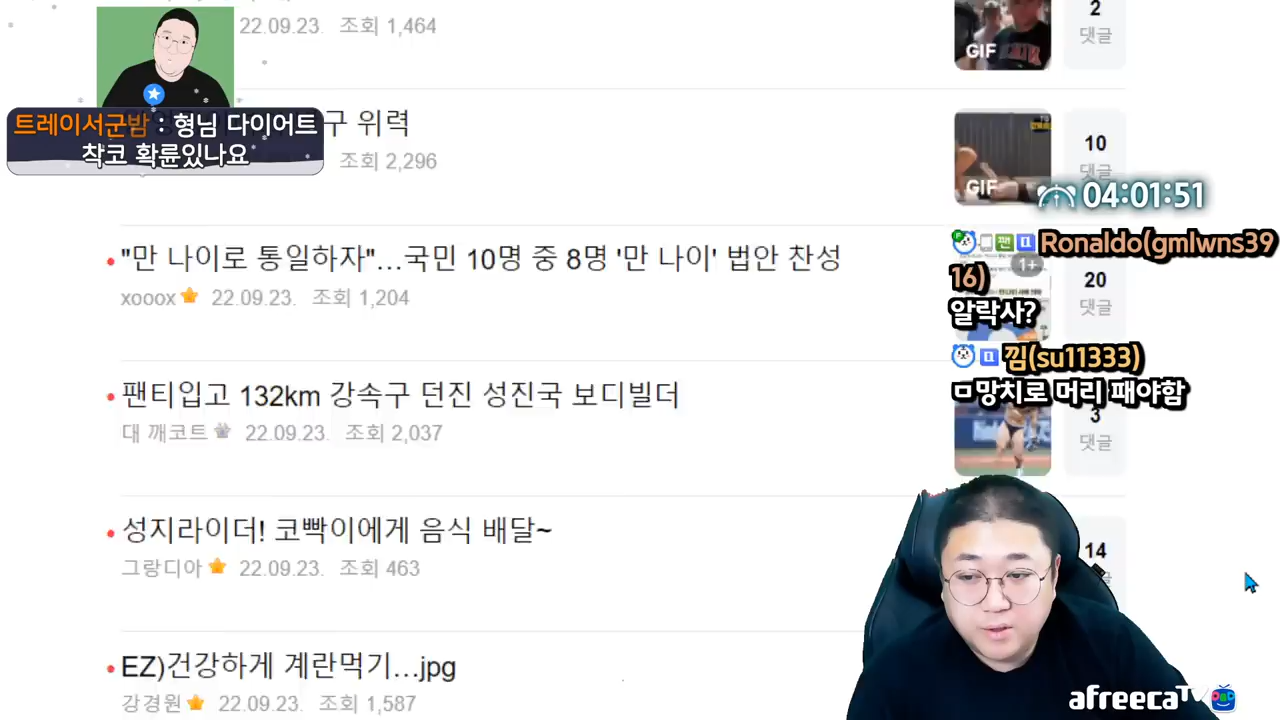 22.09.23. 조회 1,464
GIF
2
댓글
트레이서군밤 : 형님 다이어트
착코 확륜있나요
구 위력
조회 2,296
GIF
10
댓글
04:01:51
"만 나이로 통일하자"...국민 10명 중 8명 '만 나이' 법안 찬성
xooox 22.09.23. 조회 1,204
1+
20
댓글
팬 Ronaldo(gmlwns39
16)
알락사?
낌(su11333)
ㅁ망치로 머리 패야함
팬티입고 132km 강속구 던진 성진국 보디빌더
대 깨코트 22.09.23. 조회 2,037
3
댓글
성지라이더! 코빡이에게 음식 배달~
그랑디아 22.09.23. 조회 463
14
EZ)건강하게 계란먹기...jpg
강경원 22.09.23. 조회 1,587
afreecaTV